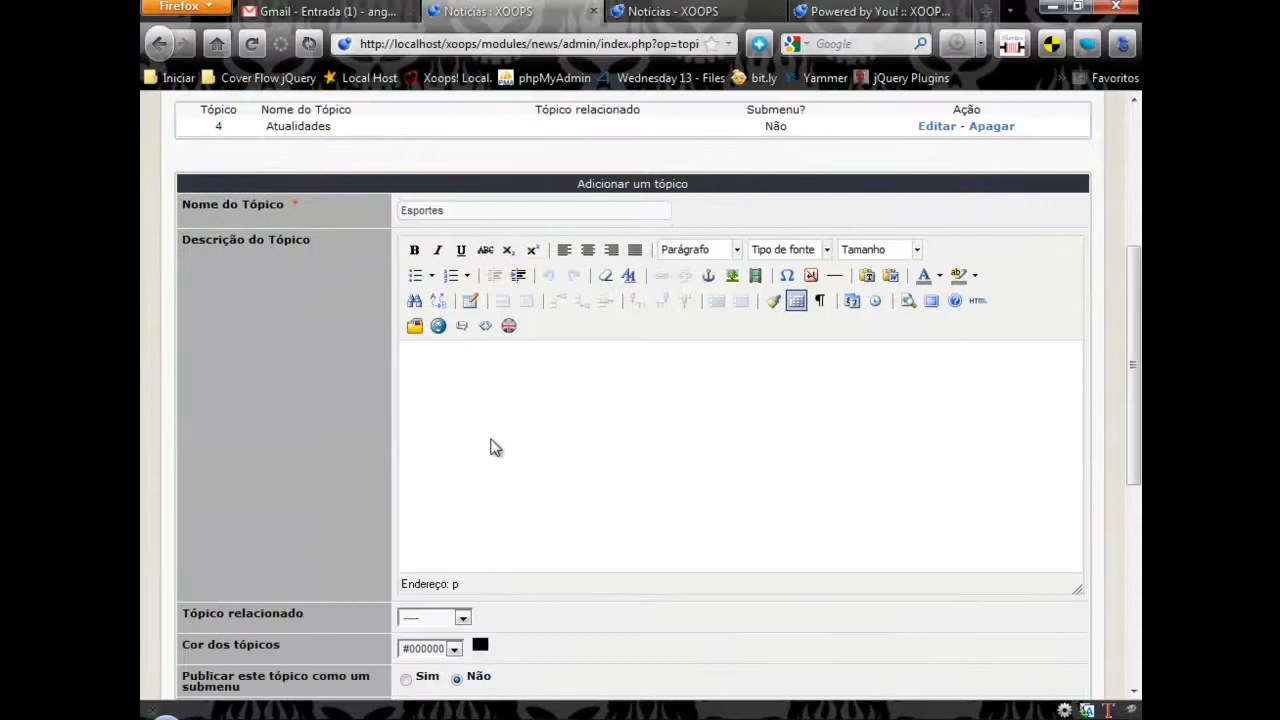 Firefox
Gmail - Entrada (1) - ang...
Notícias : XOOPS
Notícias - XOOPS
Powered by You! :: XOOP...
http://localhost/xoops/modules/news/admin/index.php?op=topi
Google
Iniciar
Cover Flow jQuery
Local Host
Xoops! Local.
phpMyAdmin
Wednesday 13 - Files
bit.ly
Yammer
jQuery Plugins
Favoritos
Tópico Nome do Tópico Tópico relacionado Submenu? Ação
4 Atualidades Não Editar - Apagar
Adicionar um tópico
Nome do Tópico *
Esportes
Descrição do Tópico
B I U ABC x₂ x² Parágrafo Tipo de fonte Tamanho
HTML
Endereço: p
Tópico relacionado
----
Cor dos tópicos
#000000
Publicar este tópico como um
submenu
Sim Não